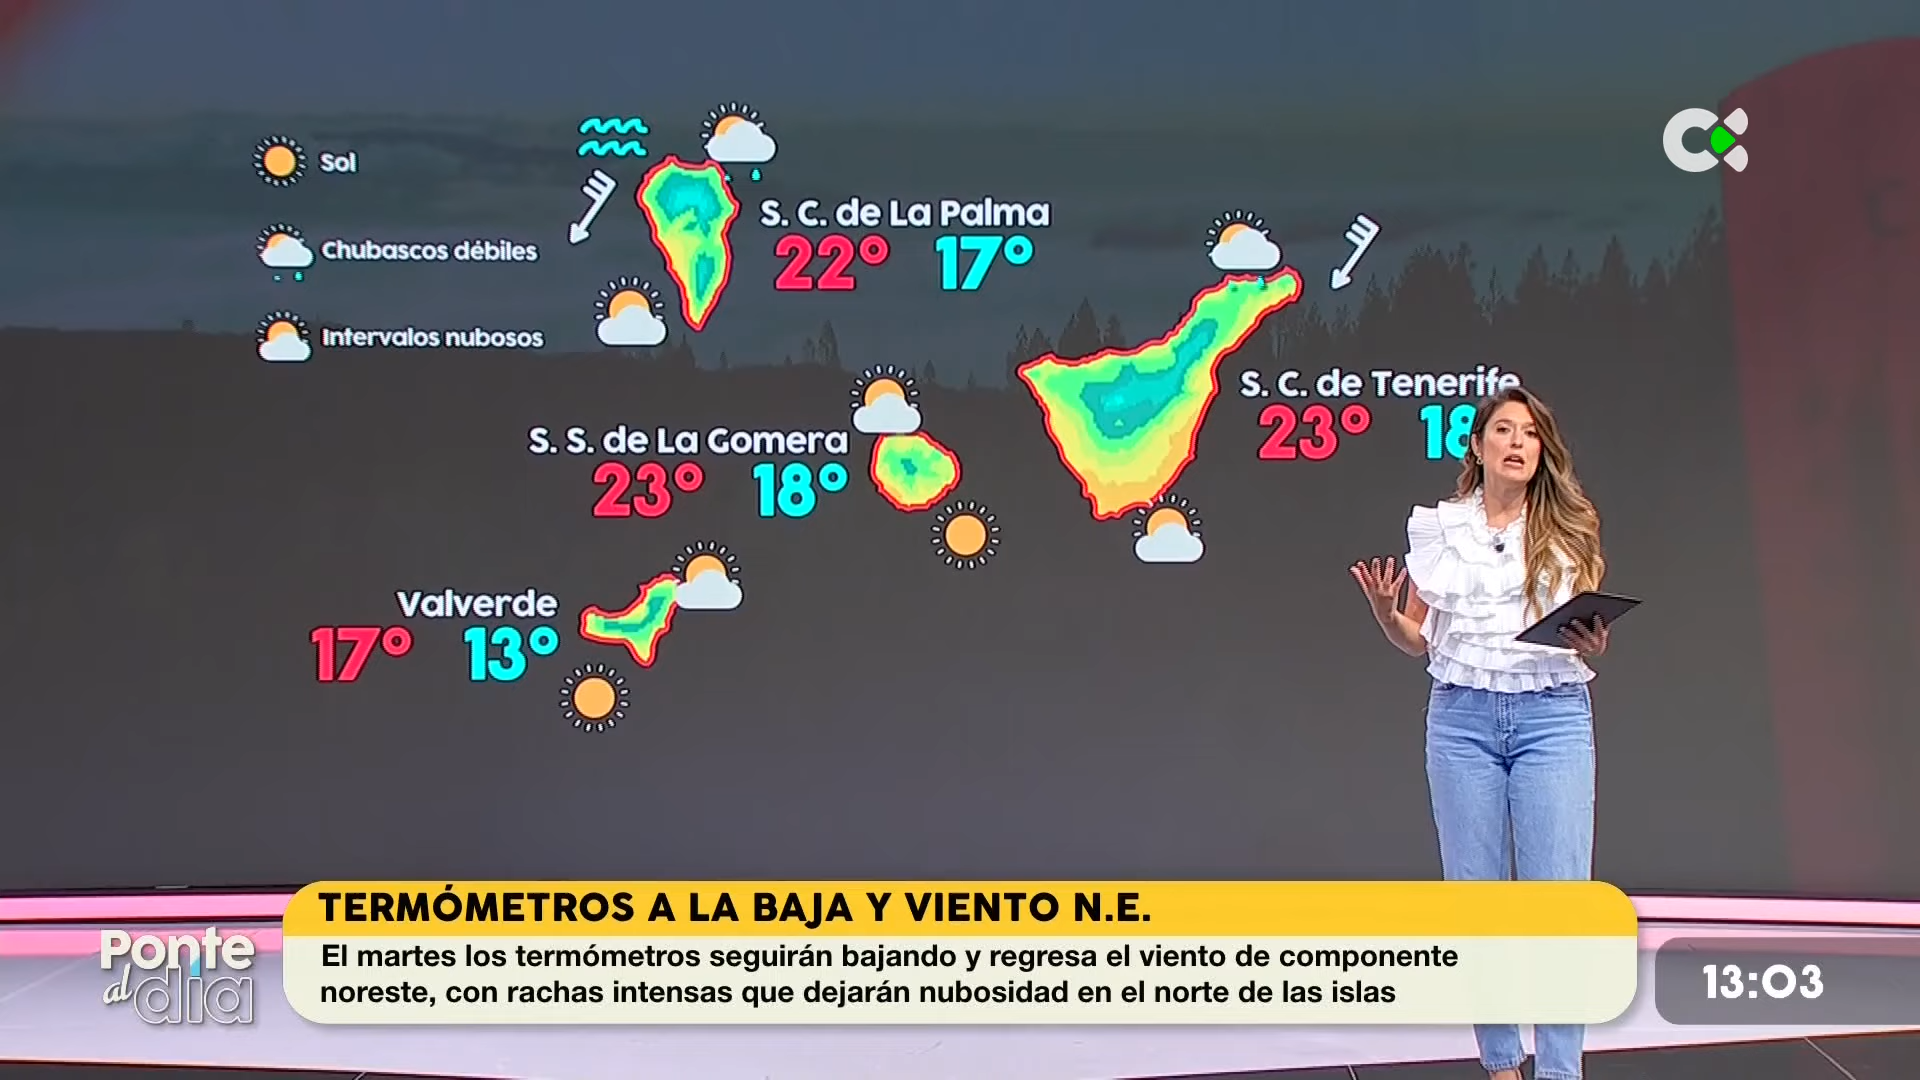 Sol
Chubascos débiles
Intervalos nubosos
S. C. de La Palma
22° 17°
S. C. de Tenerife
23° 18
S. S. de La Gomera
23° 18°
Valverde
17° 13°
TERMÓMETROS A LA BAJA Y VIENTO N.E.
El martes los termómetros seguirán bajando y regresa el viento de componente
noreste, con rachas intensas que dejarán nubosidad en el norte de las islas
Ponte
al día
13:03